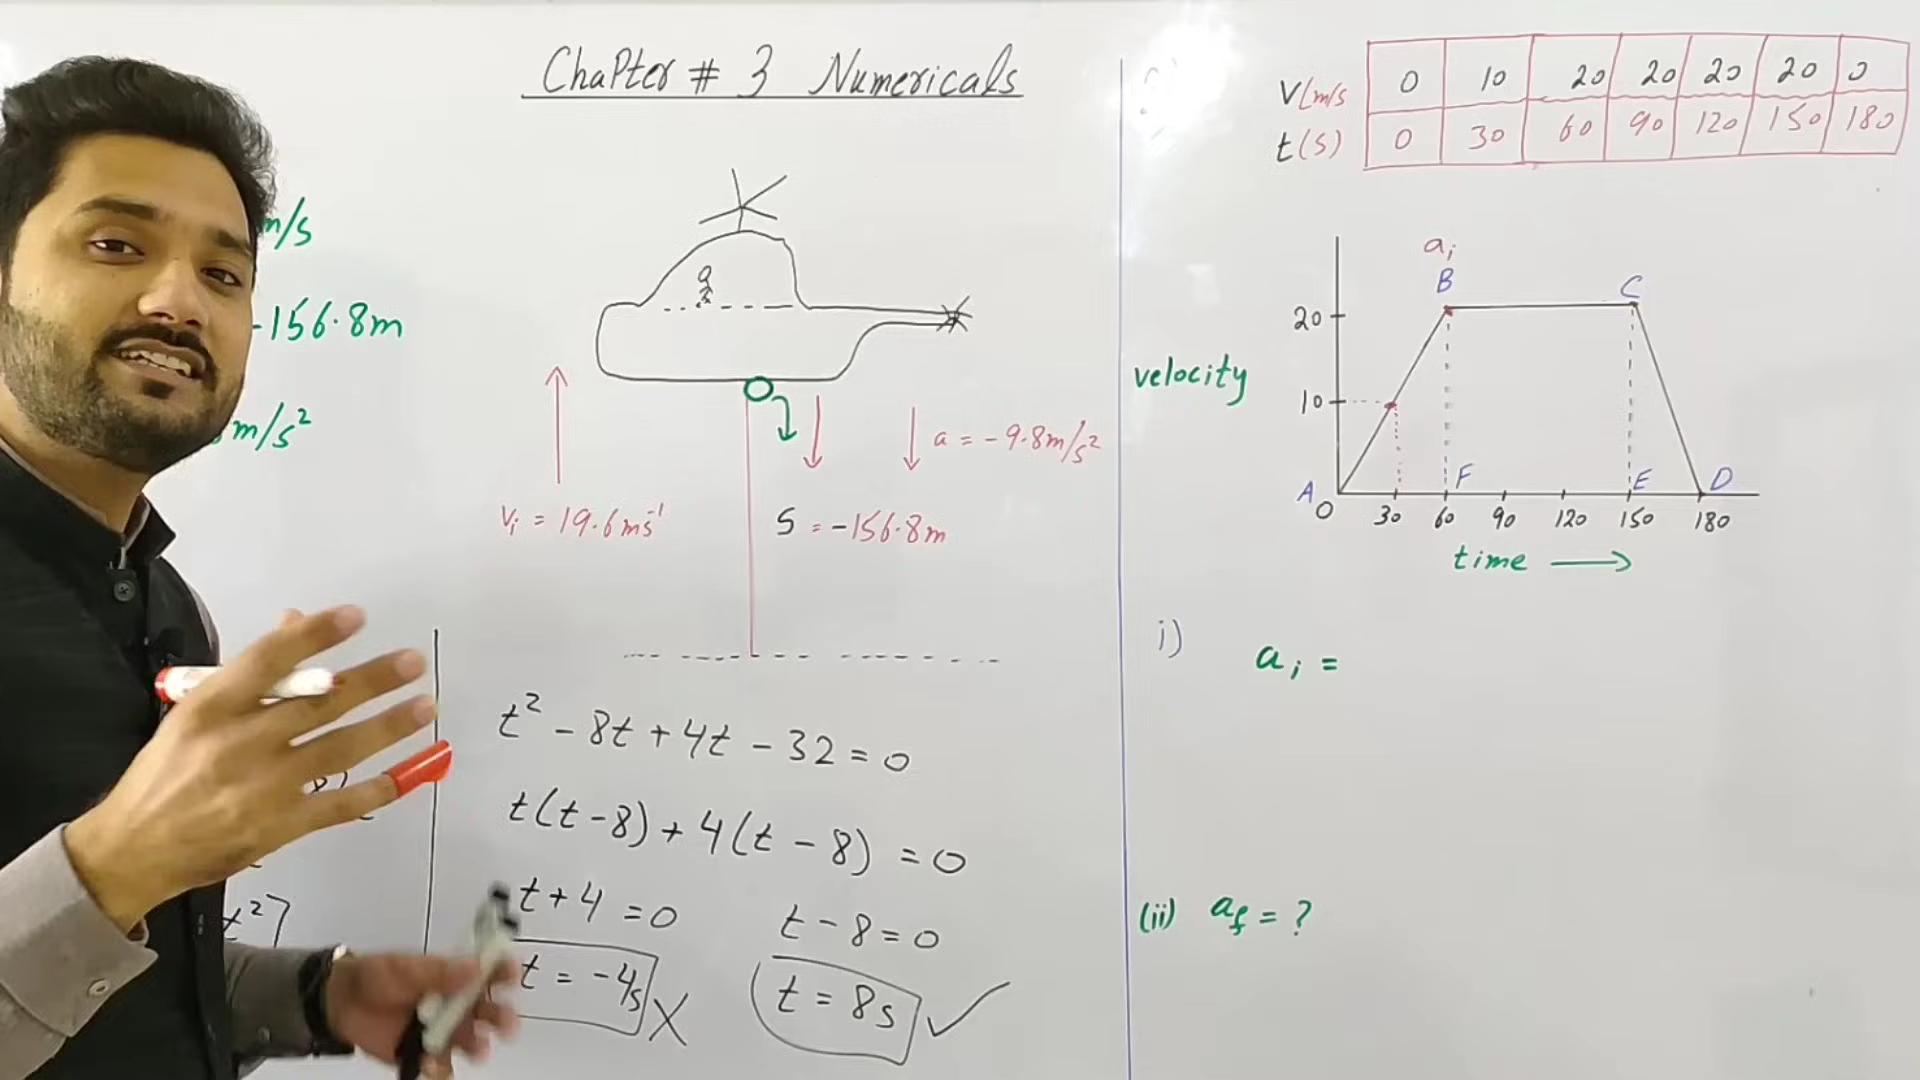 ChaPter # 3 Numericals
m/s
-156.8m
m/s²
a = -9.8m/s²
Vi = 19.6ms⁻¹
S = -156.8m
t² - 8t + 4t - 32 = 0
t(t - 8) + 4(t - 8) = 0
t + 4 = 0
t - 8 = 0
t = -4s X
t = 8s ✓
8)
t²]
V(m/s 0 10 20 20 20 20 0
t(s) 0 30 60 90 120 150 180
ai
B C
20
velocity
10
A F E D
0 30 60 90 120 150 180
time →
i) ai =
(ii) af = ?